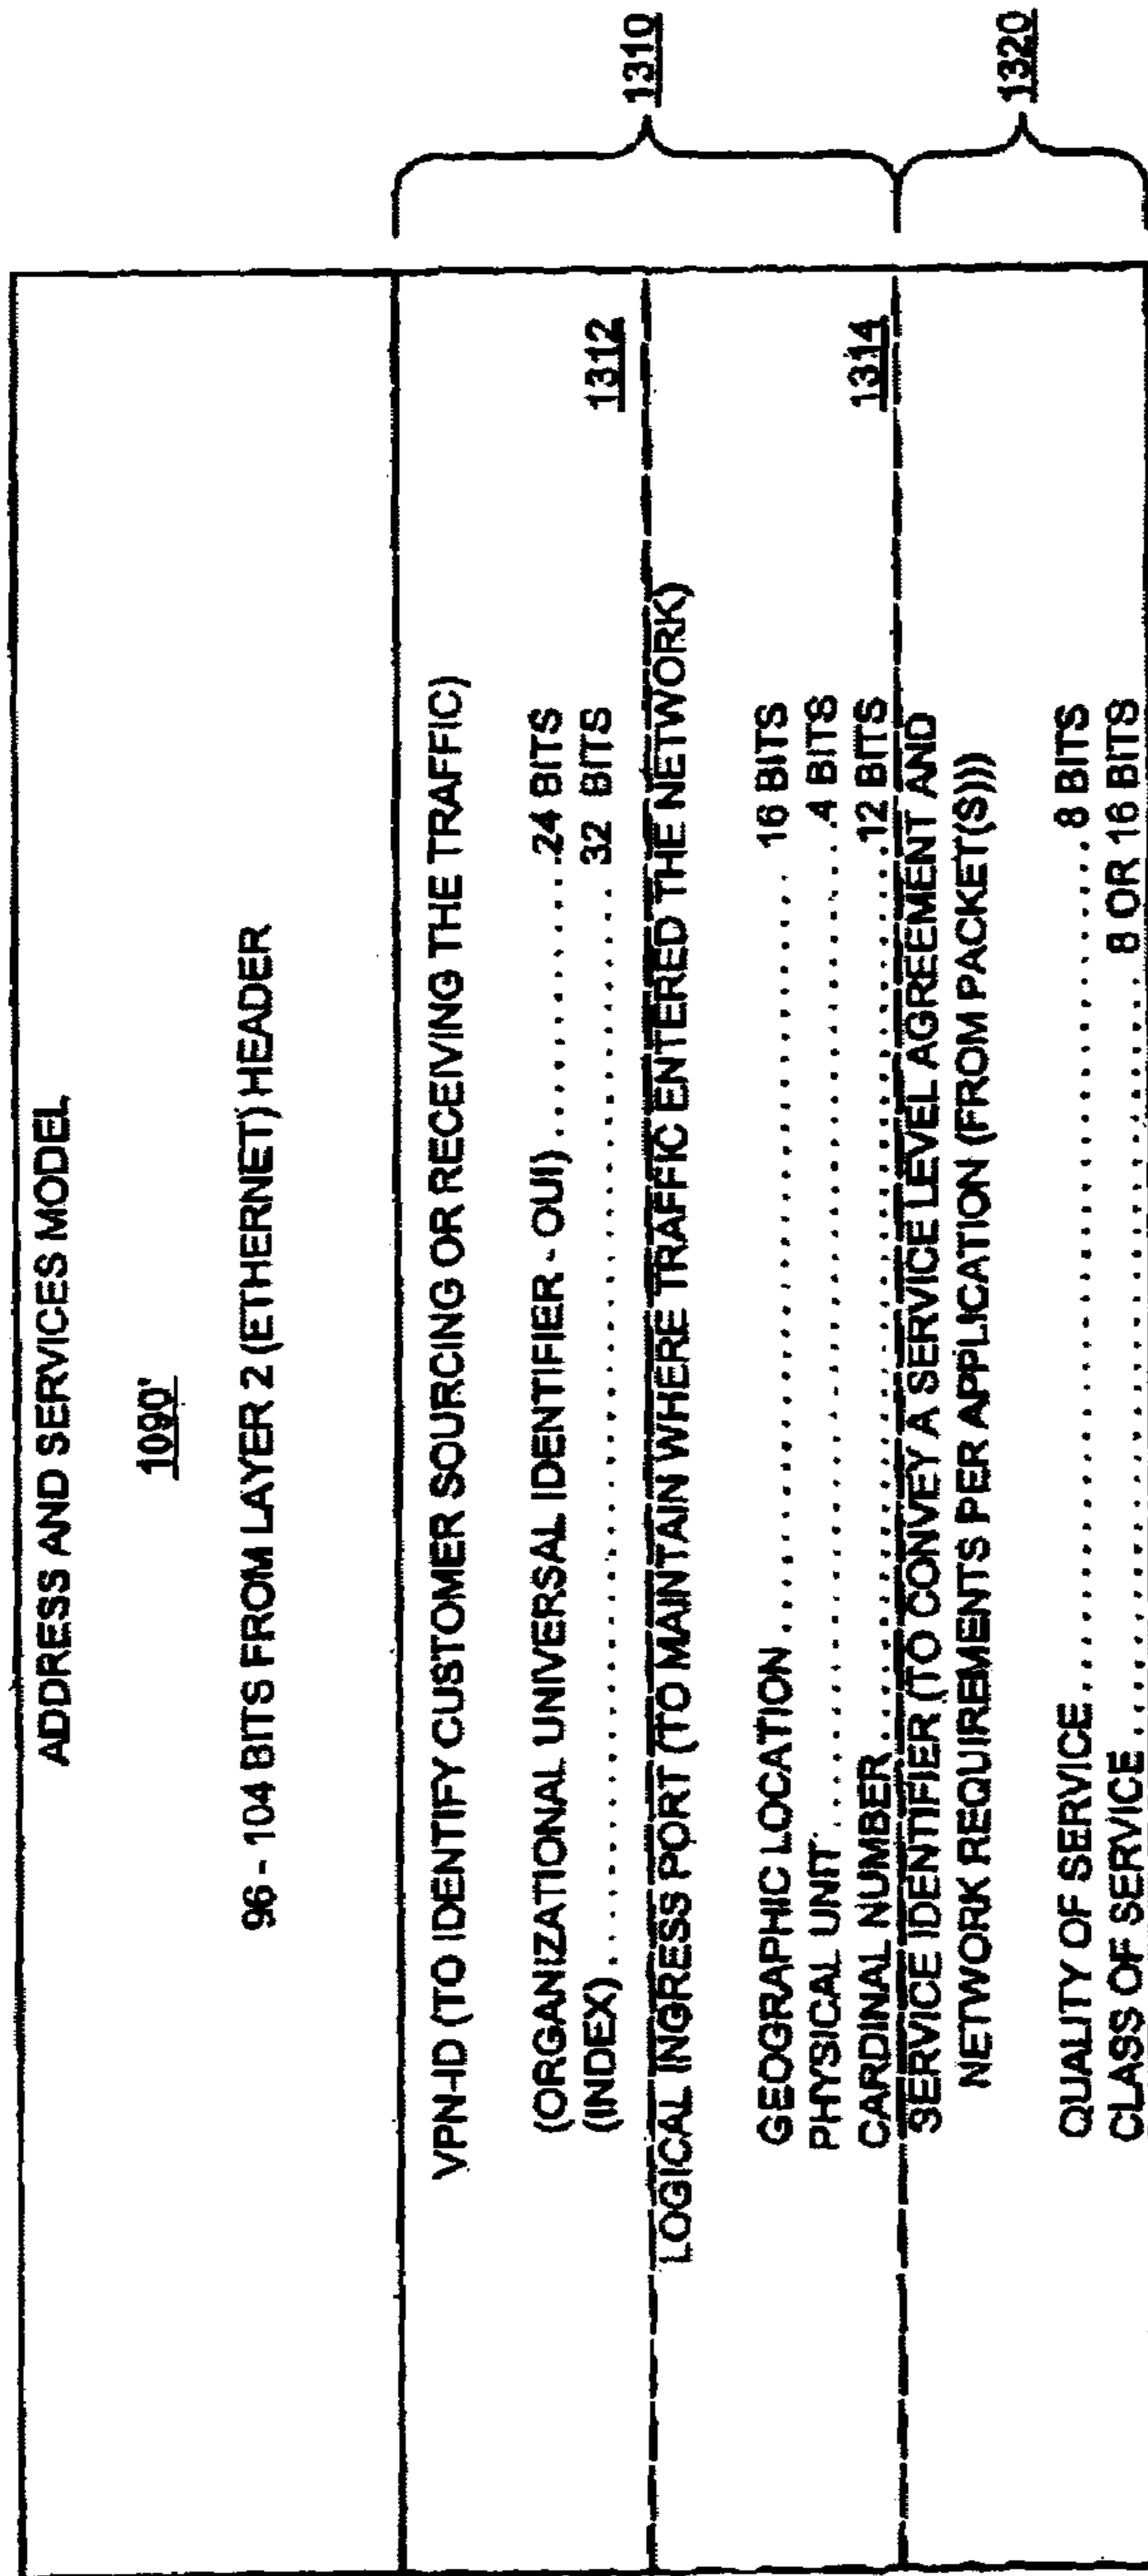 ADDRESS AND SERVICES MODEL
1090'
96 - 104 BITS FROM LAYER 2 (ETHERNET) HEADER
VPN-ID (TO IDENTIFY CUSTOMER SOURCING OR RECEIVING THE TRAFFIC)
(ORGANIZATIONAL UNIVERSAL IDENTIFIER - OUI) ................ 24 BITS
(INDEX) ................ 32 BITS
1312
LOGICAL INGRESS PORT (TO MAINTAIN WHERE TRAFFIC ENTERED THE NETWORK)
GEOGRAPHIC LOCATION ................ 16 BITS
PHYSICAL UNIT ................ 4 BITS
CARDINAL NUMBER ................ 12 BITS
1314
1310
SERVICE IDENTIFIER (TO CONVEY A SERVICE LEVEL AGREEMENT AND
NETWORK REQUIREMENTS PER APPLICATION (FROM PACKET(S)))
QUALITY OF SERVICE ................ 8 BITS
CLASS OF SERVICE ................ 8 OR 16 BITS
1320